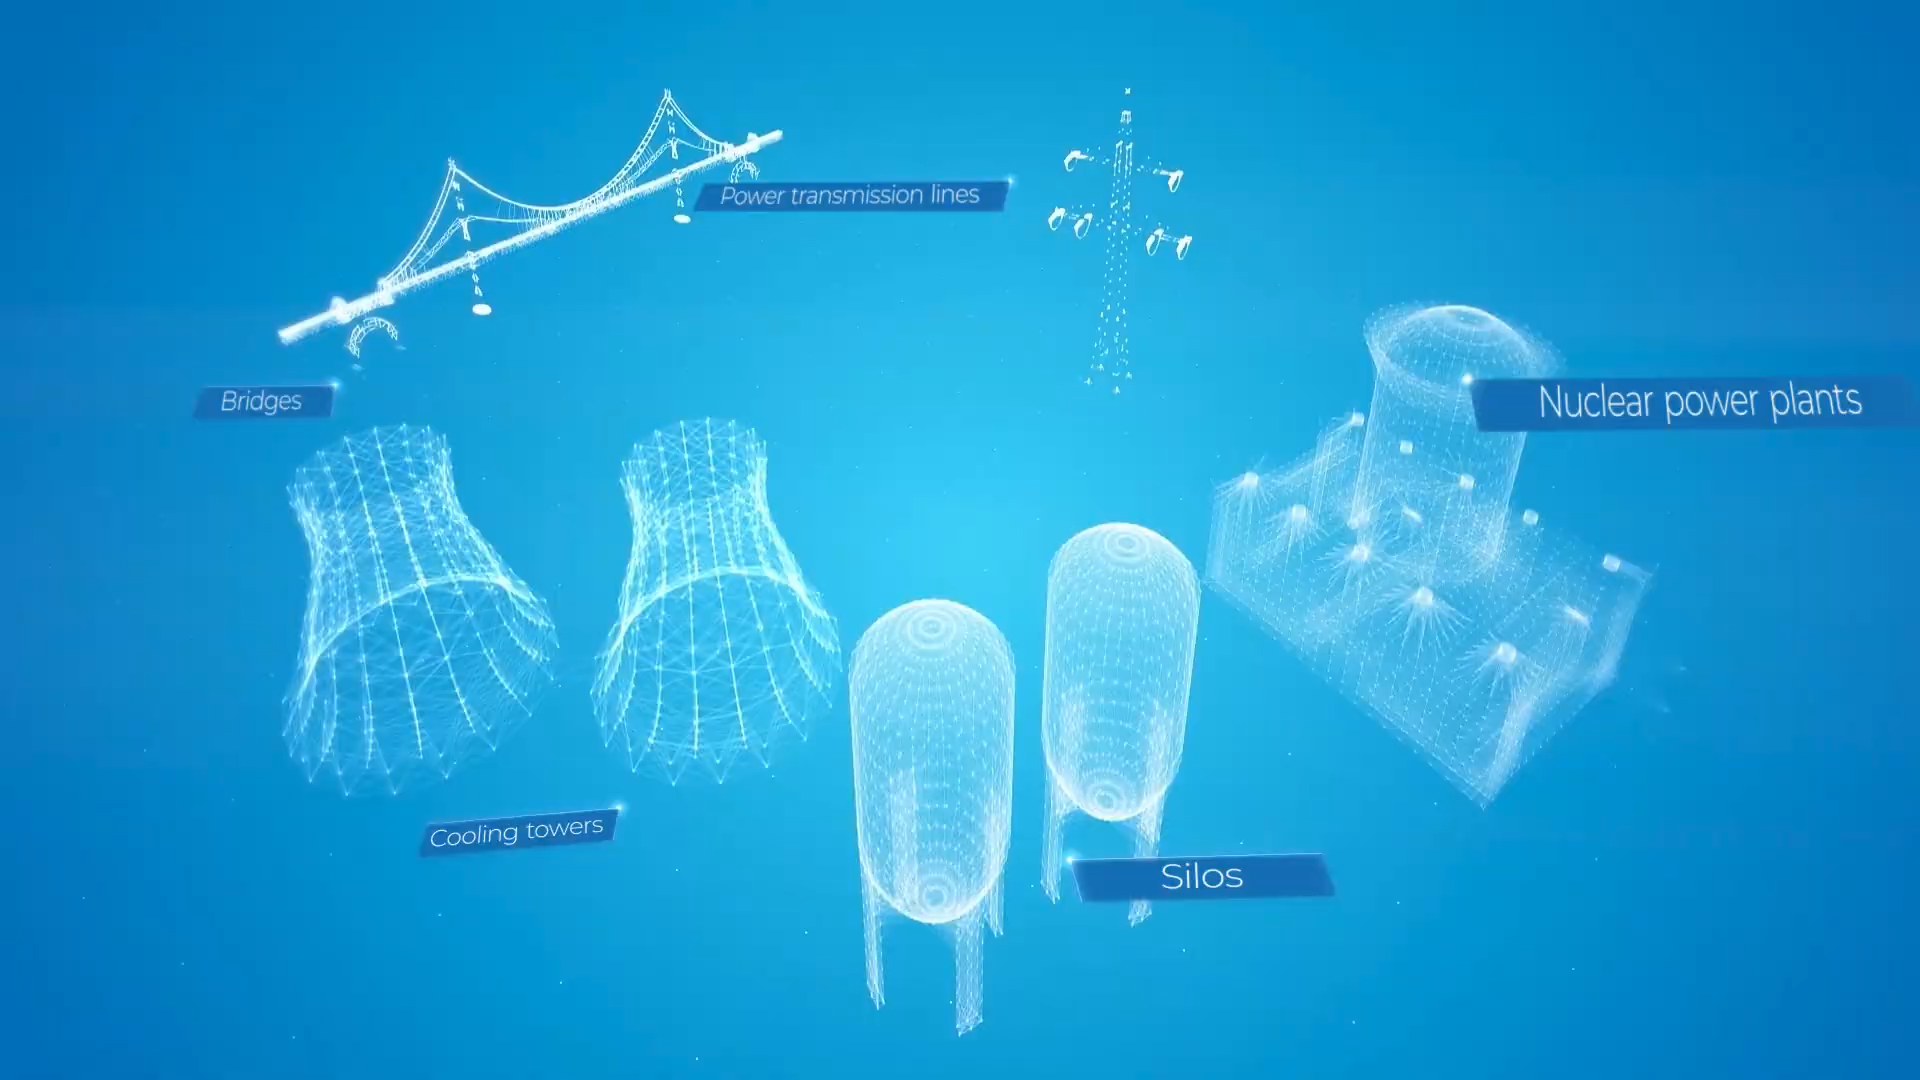 Power transmission lines
Bridges
Nuclear power plants
Cooling towers
Silos